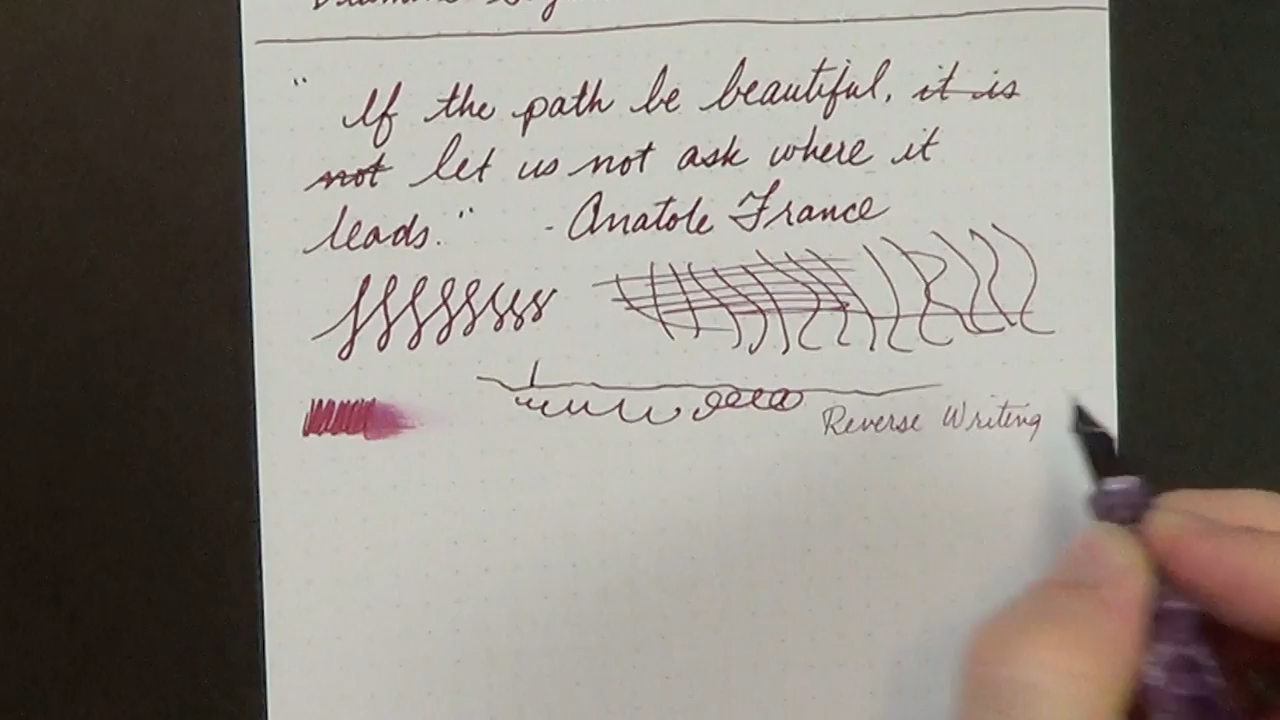 " If the path be beautiful, it is
not let us not ask where it
leads." - Anatole France
Reverse Writing